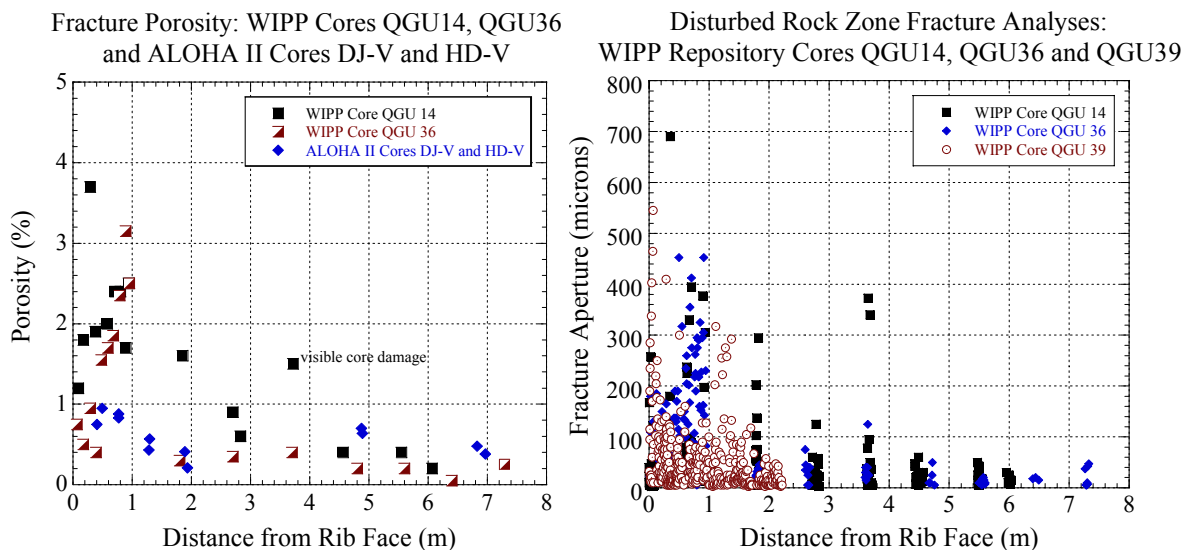 Fracture Porosity: WIPP Cores QGU14, QGU36
and ALOHA II Cores DJ-V and HD-V
5
4
3
2
1
0
Porosity (%)
WIPP Core QGU 14
WIPP Core QGU 36
ALOHA II Cores DJ-V and HD-V
visible core damage
0 1 2 3 4 5 6 7 8
Distance from Rib Face (m)
Disturbed Rock Zone Fracture Analyses:
WIPP Repository Cores QGU14, QGU36 and QGU39
800
700
600
500
400
300
200
100
0
Fracture Aperture (microns)
WIPP Core QGU 14
WIPP Core QGU 36
WIPP Core QGU 39
0 1 2 3 4 5 6 7 8
Distance from Rib Face (m)